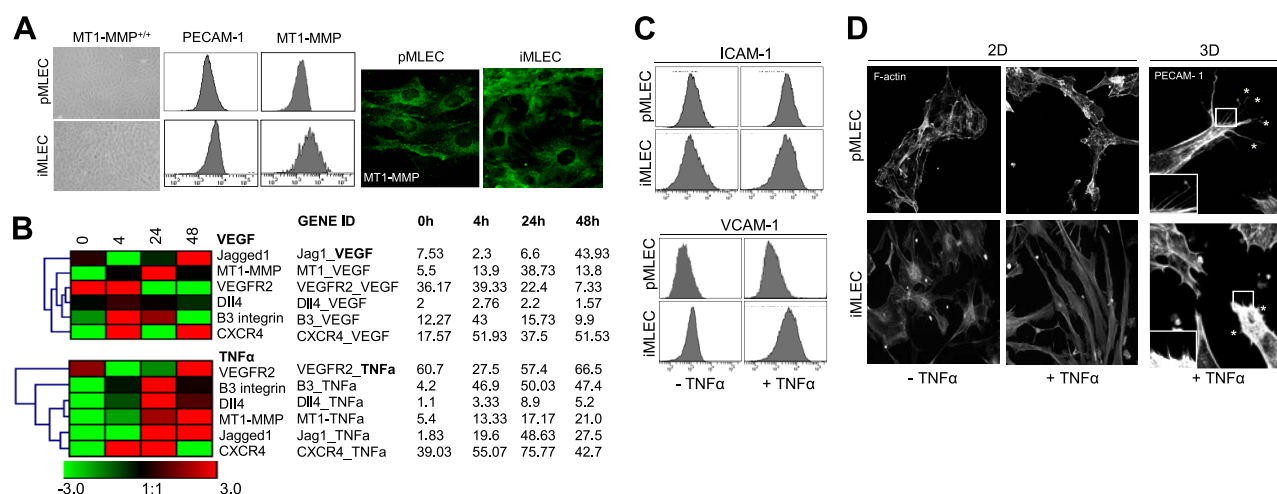 A
MT1-MMP+/+
PECAM-1
MT1-MMP
pMLEC
iMLEC
pMLEC
iMLEC
MT1-MMP
10² 10³ 10⁴ 10⁵
B
0 4 24 48
VEGF
GENE ID 0h 4h 24h 48h
Jagged1 Jag1_VEGF 7.53 2.3 6.6 43.93
MT1-MMP MT1_VEGF 5.5 13.9 38.73 13.8
VEGFR2 VEGFR2_VEGF 36.17 39.33 22.4 7.33
Dll4 Dll4_VEGF 2 2.76 2.2 1.57
B3 integrin B3_VEGF 12.27 43 15.73 9.9
CXCR4 CXCR4_VEGF 17.57 51.93 37.5 51.53
TNFα
VEGFR2 VEGFR2_TNFa 60.7 27.5 57.4 66.5
B3 integrin B3_TNFa 4.2 46.9 50.03 47.4
Dll4 Dll4_TNFa 1.1 3.33 8.9 5.2
MT1-MMP MT1-TNFa 5.4 13.33 17.17 21.0
Jagged1 Jag1_TNFa 1.83 19.6 48.63 27.5
CXCR4 CXCR4_TNFa 39.03 55.07 75.77 42.7
-3.0 1:1 3.0
C
ICAM-1
pMLEC
iMLEC
VCAM-1
pMLEC
iMLEC
- TNFα + TNFα
D
2D 3D
F-actin
PECAM- 1
pMLEC
* * * *
iMLEC
* *
- TNFα + TNFα + TNFα